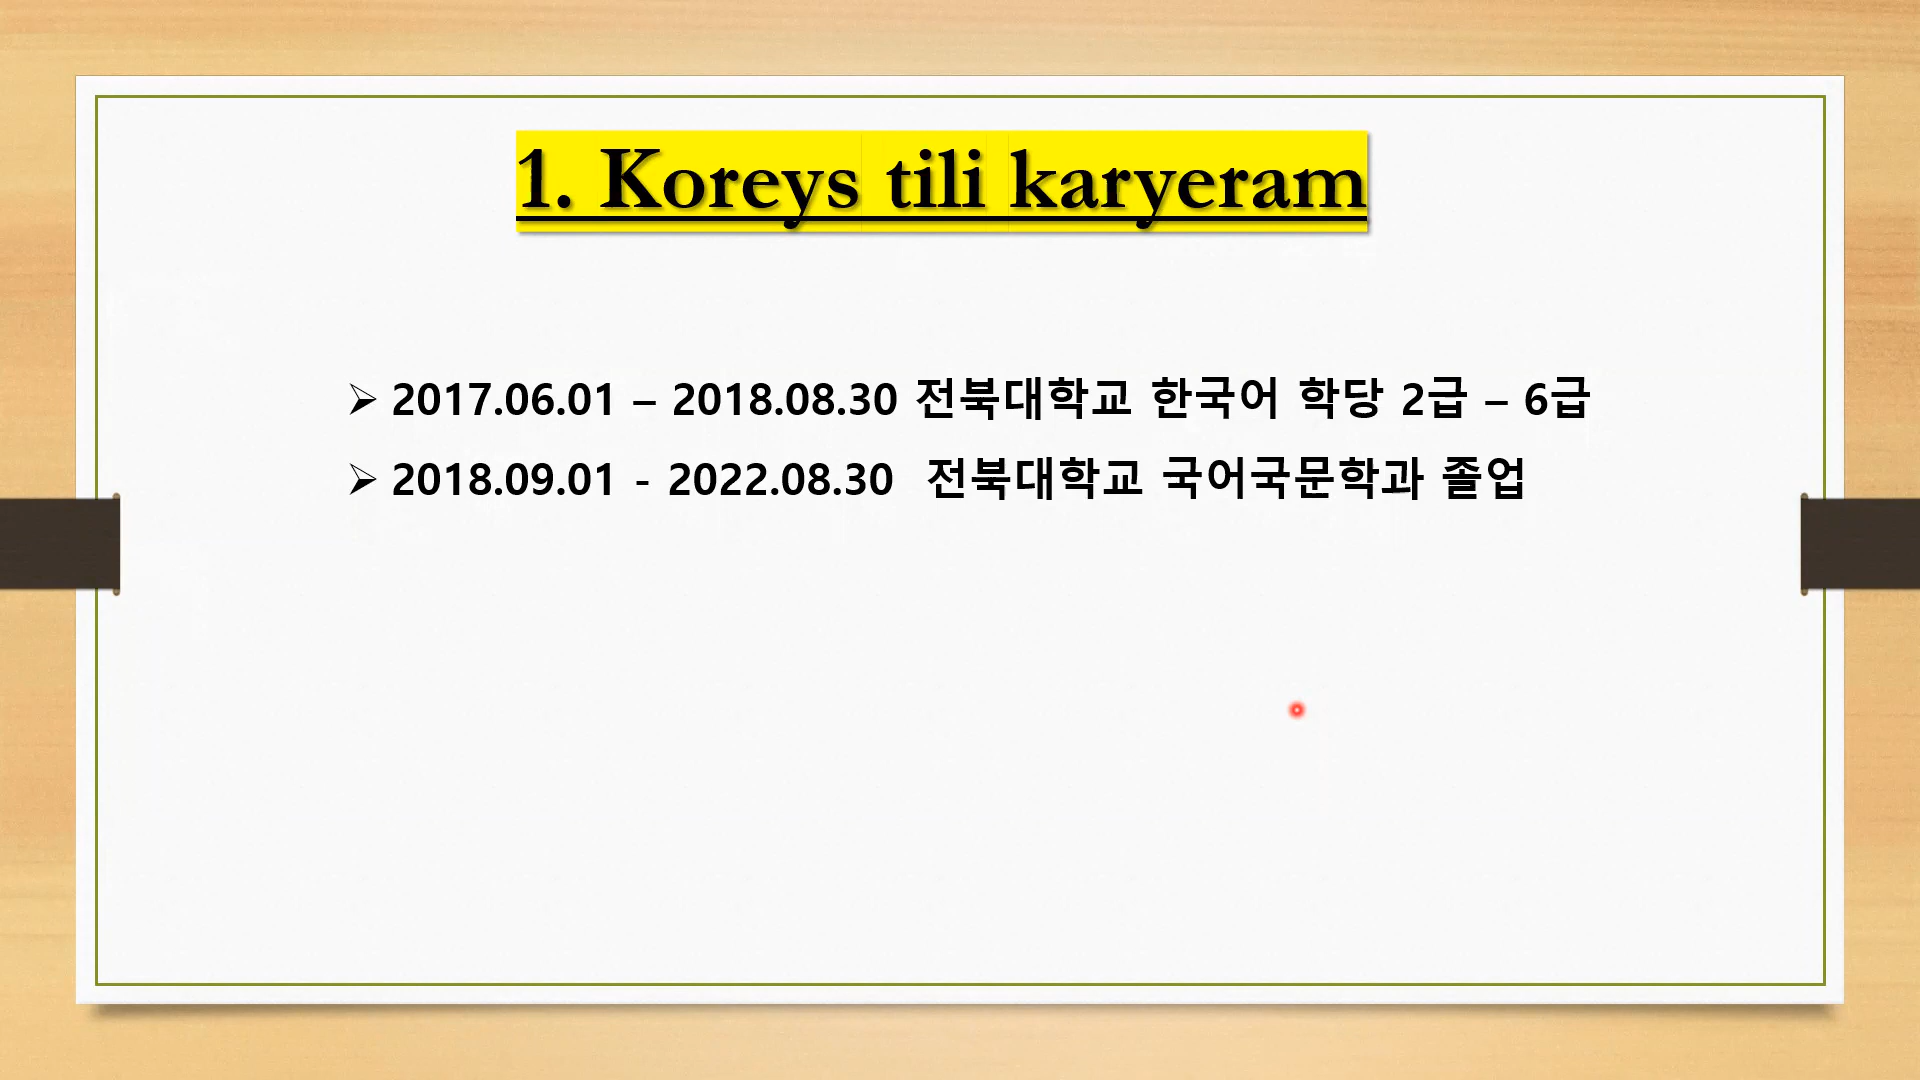 1. Koreys tili karyeram
➢ 2017.06.01 – 2018.08.30 전북대학교 한국어 학당 2급 – 6급
➢ 2018.09.01 - 2022.08.30 전북대학교 국어국문학과 졸업